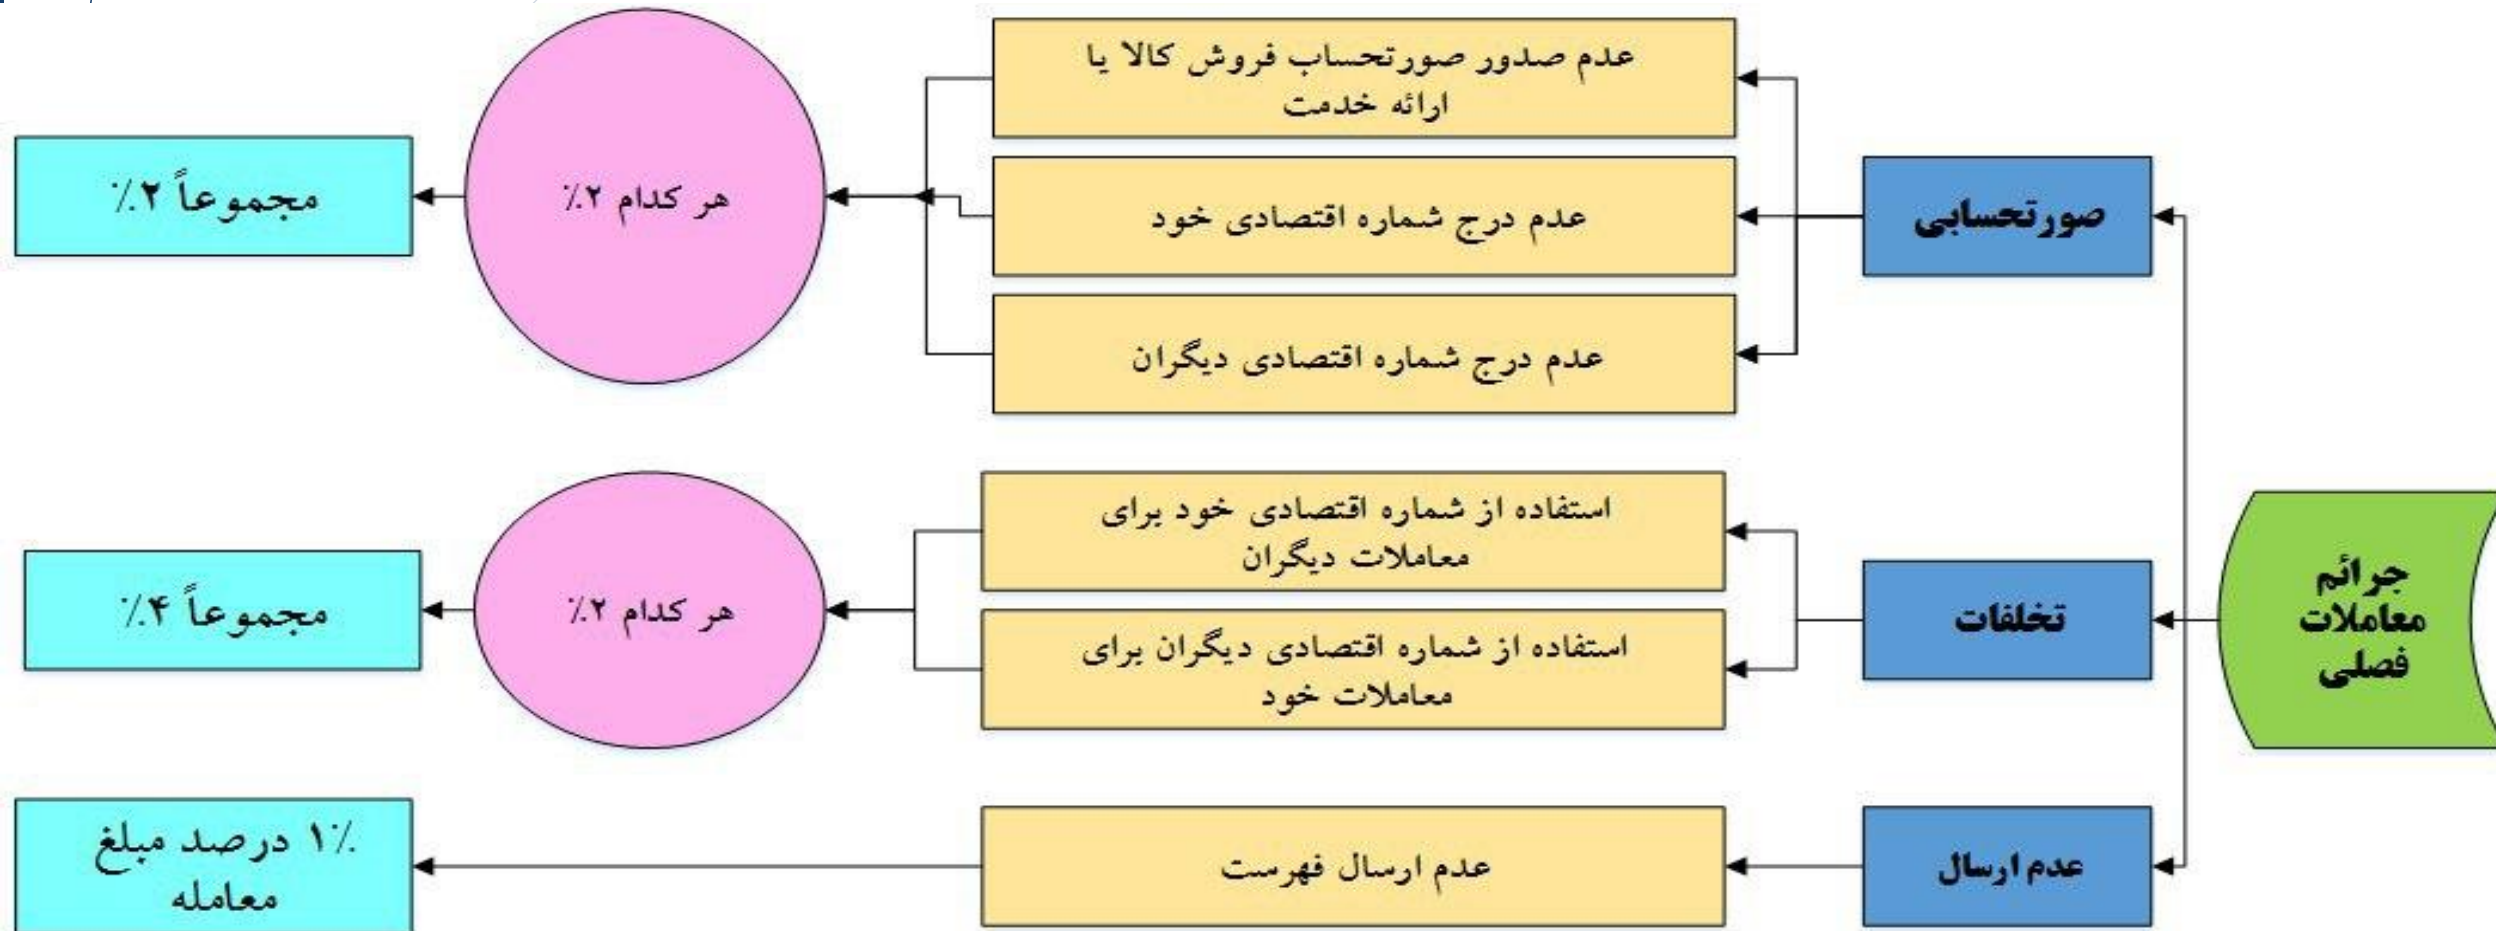 جرائم
معاملات
فصلی
صورتحسابی
عدم صدور صورتحساب فروش کالا یا
ارائه خدمت
عدم درج شماره اقتصادی خود
عدم درج شماره اقتصادی دیگران
هر کدام ۲٪
مجموعاً ۲٪
تخلفات
استفاده از شماره اقتصادی خود برای
معاملات دیگران
استفاده از شماره اقتصادی دیگران برای
معاملات خود
هر کدام ۲٪
مجموعاً ۴٪
عدم ارسال
عدم ارسال فهرست
۱٪ درصد مبلغ
معامله